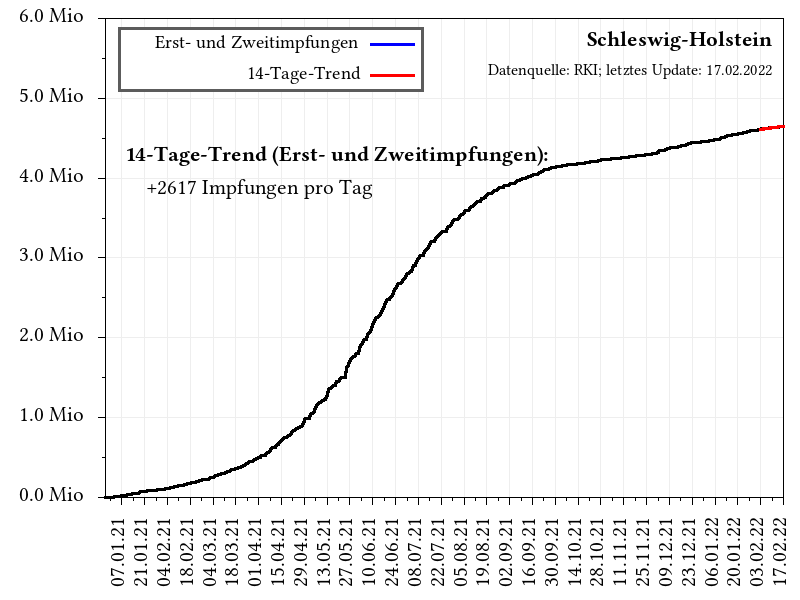 6.0 Mio
5.0 Mio
4.0 Mio
3.0 Mio
2.0 Mio
1.0 Mio
0.0 Mio
Erst- und Zweitimpfungen
14-Tage-Trend
Schleswig-Holstein
Datenquelle: RKI; letztes Update: 17.02.2022
14-Tage-Trend (Erst- und Zweitimpfungen):
+2617 Impfungen pro Tag
07.01.21
21.01.21
04.02.21
18.02.21
04.03.21
18.03.21
01.04.21
15.04.21
29.04.21
13.05.21
27.05.21
10.06.21
24.06.21
08.07.21
22.07.21
05.08.21
19.08.21
02.09.21
16.09.21
30.09.21
14.10.21
28.10.21
11.11.21
25.11.21
09.12.21
23.12.21
06.01.22
20.01.22
03.02.22
17.02.22